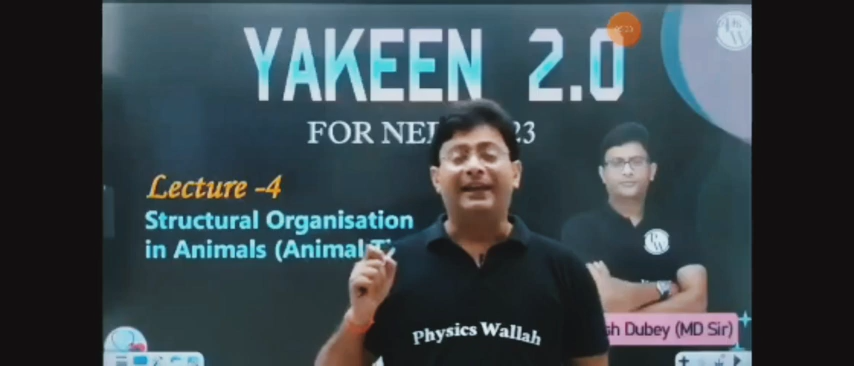 YAKEEN 2.0
FOR NE 23
Lecture -4
Structural Organisation
in Animals (Animal
Physics Wallah
sh Dubey (MD Sir)